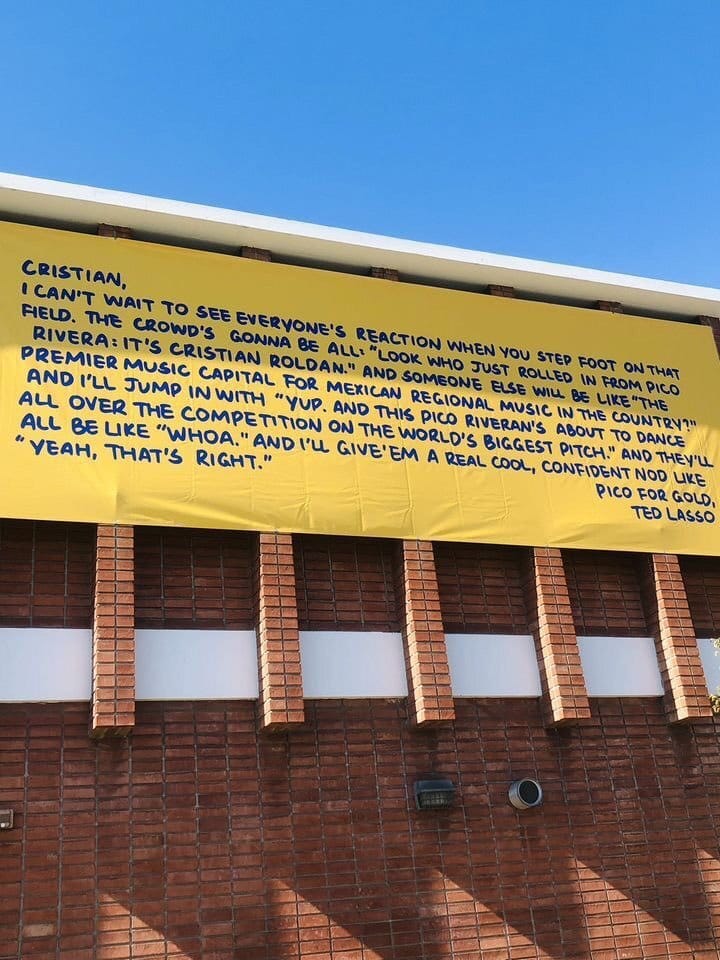 CRISTIAN,
I CAN'T WAIT TO SEE EVERYONE'S REACTION WHEN YOU STEP FOOT ON THAT
FIELD. THE CROWD'S GONNA BE ALL: "LOOK WHO JUST ROLLED IN FROM PICO
RIVERA: IT'S CRISTIAN ROLDAN." AND SOMEONE ELSE WILL BE LIKE "THE
PREMIER MUSIC CAPITAL FOR MEXICAN REGIONAL MUSIC IN THE COUNTRY?"
AND I'LL JUMP IN WITH "YUP. AND THIS PICO RIVERAN'S ABOUT TO DANCE
ALL OVER THE COMPETITION ON THE WORLD'S BIGGEST PITCH." AND THEY'LL
ALL BE LIKE "WHOA." AND I'LL GIVE 'EM A REAL COOL, CONFIDENT NOD LIKE
"YEAH, THAT'S RIGHT."
PICO FOR GOLD,
TED LASSO